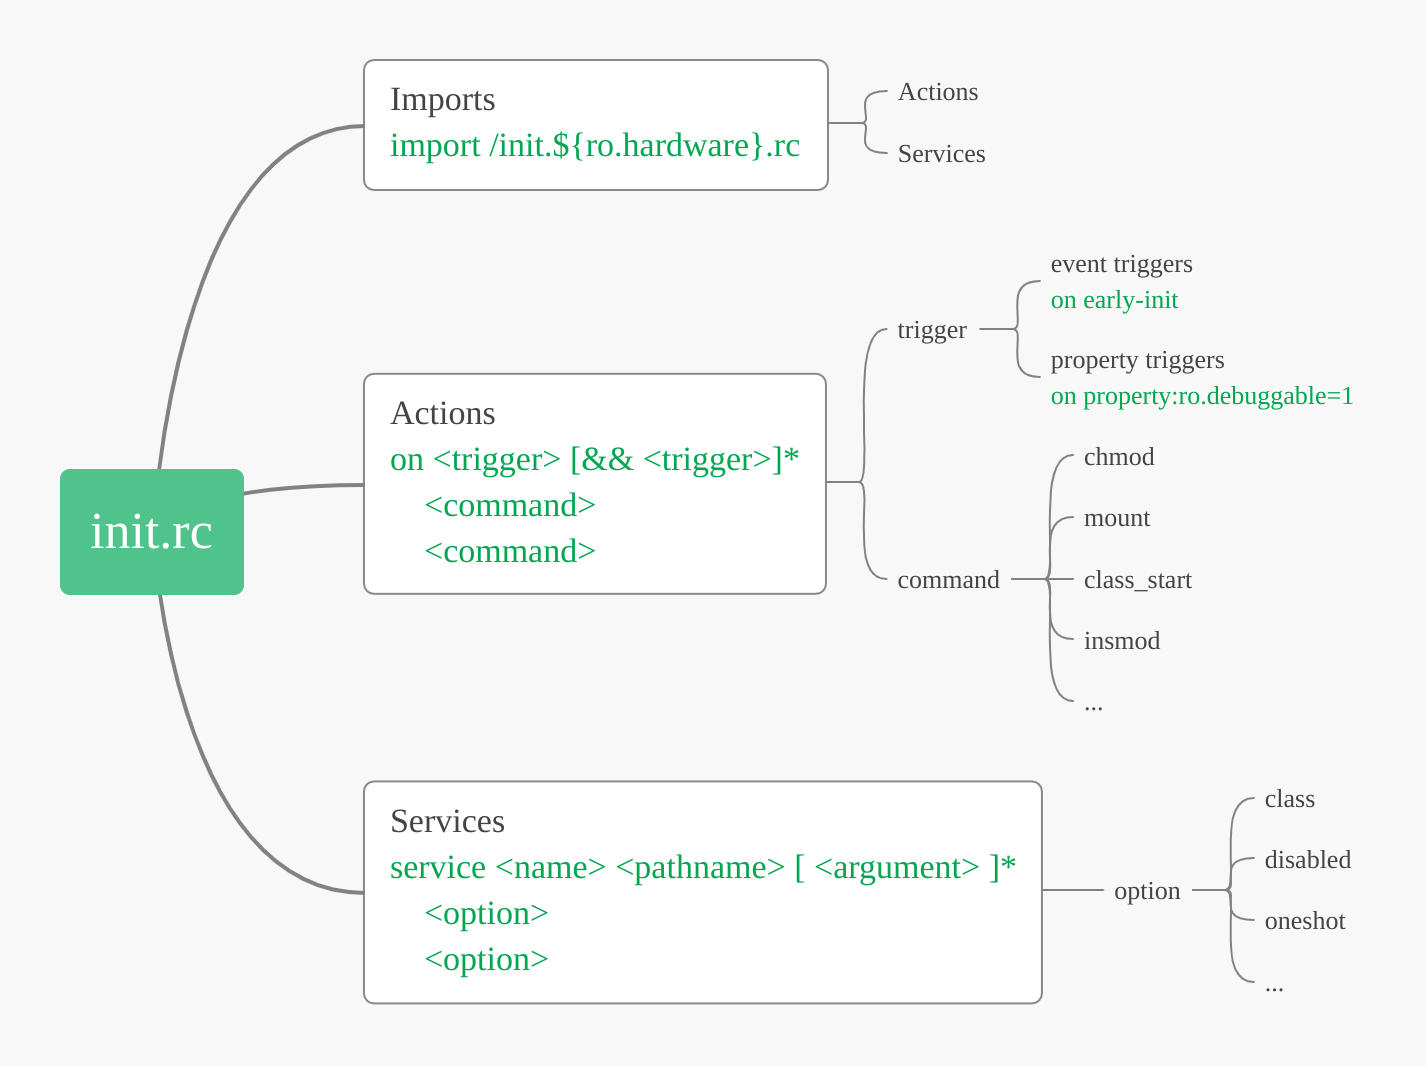 init.rc
Imports
import /init.${ro.hardware}.rc
Actions
Services
Actions
on <trigger> [&& <trigger>]*
<command>
<command>
trigger
event triggers
on early-init
property triggers
on property:ro.debuggable=1
command
chmod
mount
class_start
insmod
...
Services
service <name> <pathname> [ <argument> ]*
<option>
<option>
option
class
disabled
oneshot
...